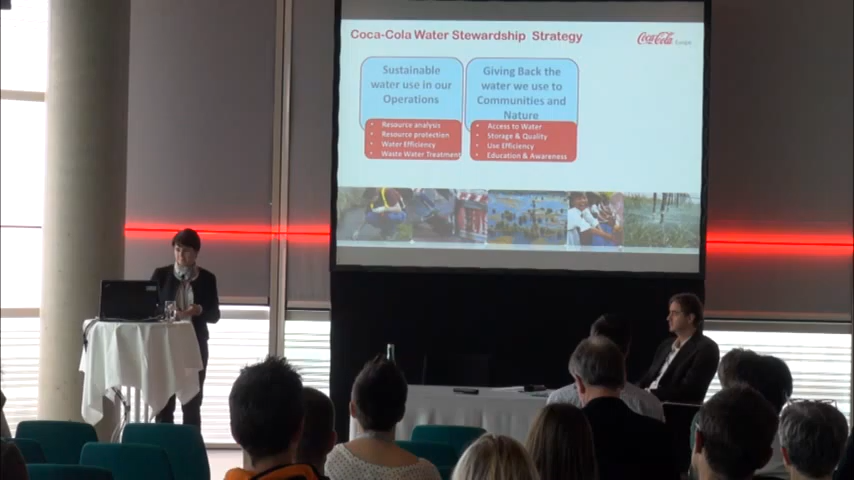 Coca-Cola Water Stewardship Strategy
Coca-Cola Europe
Sustainable
water use in our
Operations
Giving Back the
water we use to
Communities and
Nature
• Resource analysis
• Resource protection
• Water Efficiency
• Waste Water Treatment
• Access to Water
• Storage & Quality
• Use Efficiency
• Education & Awareness